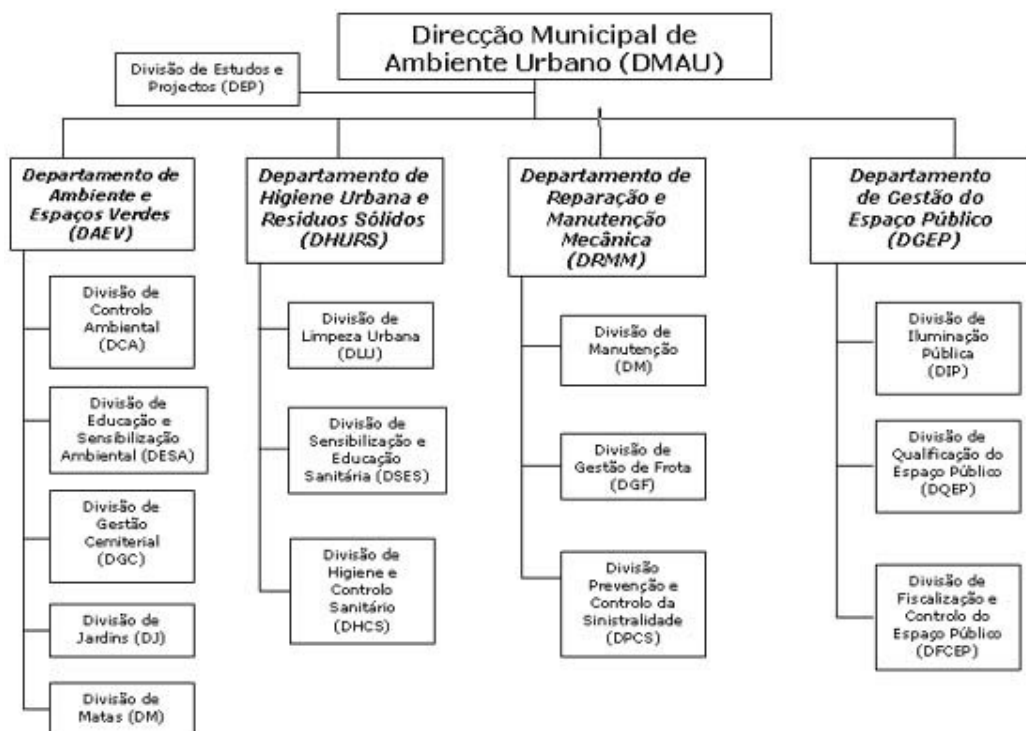 Direcção Municipal de
Ambiente Urbano (DMAU)
Divisão de Estudos e
Projectos (DEP)
Departamento de
Ambiente e
Espaços Verdes
(DAEV)
Divisão de
Controlo
Ambiental
(DCA)
Divisão de
Educação e
Sensibilização
Ambiental (DESA)
Divisão de
Gestão
Cemiterial
(DGC)
Divisão de
Jardins (DJ)
Divisão de
Matas (DM)
Departamento de
Higiene Urbana e
Residuos Sólidos
(DHURS)
Divisão de
Limpeza Urbana
(DLU)
Divisão de
Sensibilização e
Educação
Sanitária (DSES)
Divisão de
Higiene e
Controlo
Sanitário
(DHCS)
Departamento de
Reparação e
Manutenção
Mecânica
(DRMM)
Divisão de
Manutenção
(DM)
Divisão de
Gestão de Frota
(DGF)
Divisão
Prevenção e
Controlo da
Sinistralidade
(DPCS)
Departamento
de Gestão do
Espaço Público
(DGEP)
Divisão de
Iluminação
Pública
(DIP)
Divisão de
Qualificação do
Espaço Público
(DQEP)
Divisão de
Fiscalização e
Controlo do
Espaço Público
(DFCEP)